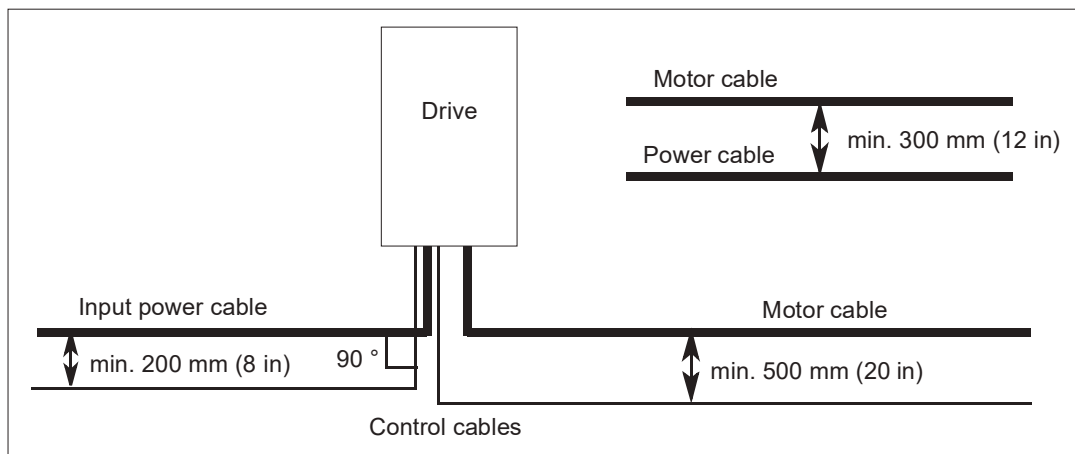 Drive
Motor cable
min. 300 mm (12 in)
Power cable
Input power cable
Motor cable
min. 200 mm (8 in)
90 °
min. 500 mm (20 in)
Control cables